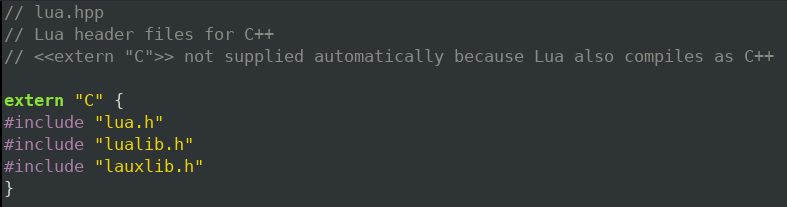 // lua.hpp
// Lua header files for C++
// <<extern "C">> not supplied automatically because Lua also compiles as C++

extern "C" {
#include "lua.h"
#include "lualib.h"
#include "lauxlib.h"
}